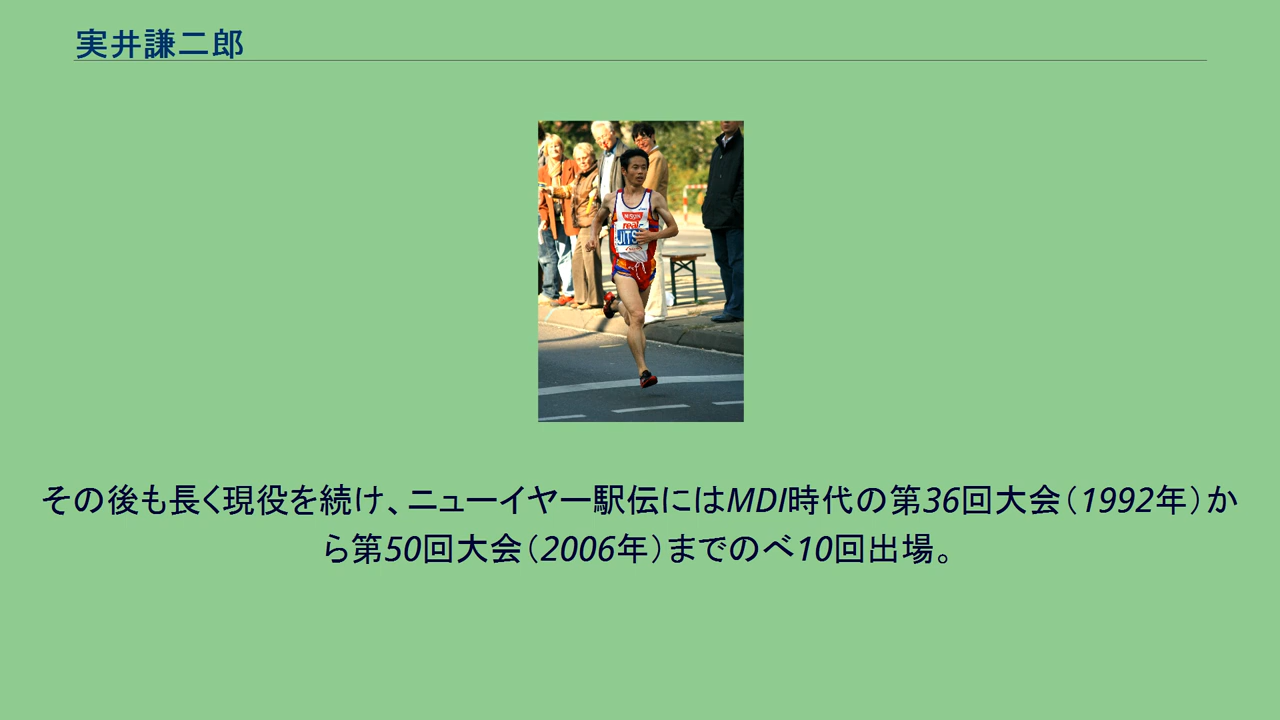 実井謙二郎
NISSIN
real,-
JITS
その後も長く現役を続け、ニューイヤー駅伝にはMDI時代の第36回大会（1992年）か
ら第50回大会（2006年）までのべ10回出場。